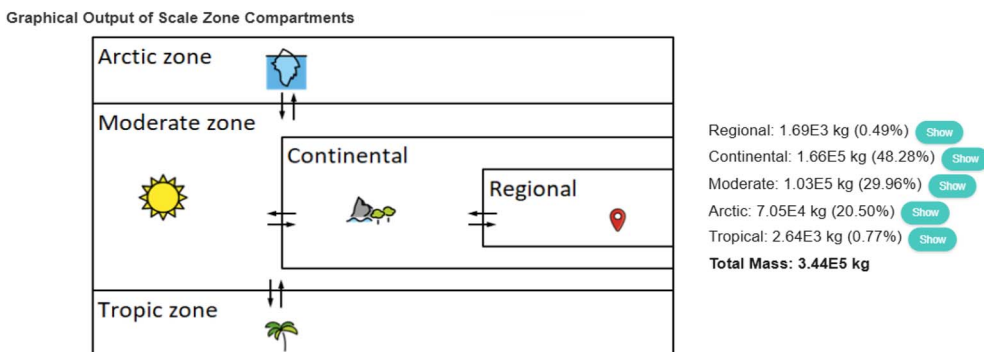 Graphical Output of Scale Zone Compartments
Arctic zone
Moderate zone
Continental
Regional
Tropic zone
Regional: 1.69E3 kg (0.49%) Show
Continental: 1.66E5 kg (48.28%) Show
Moderate: 1.03E5 kg (29.96%) Show
Arctic: 7.05E4 kg (20.50%) Show
Tropical: 2.64E3 kg (0.77%) Show
Total Mass: 3.44E5 kg